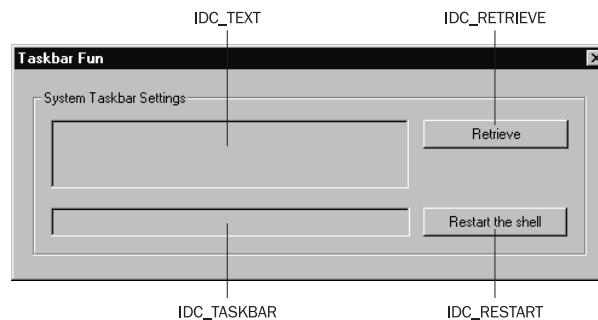 IDC_TEXT IDC_RETRIEVE
Taskbar Fun
System Taskbar Settings
Retrieve
Restart the shell
IDC_TASKBAR IDC_RESTART